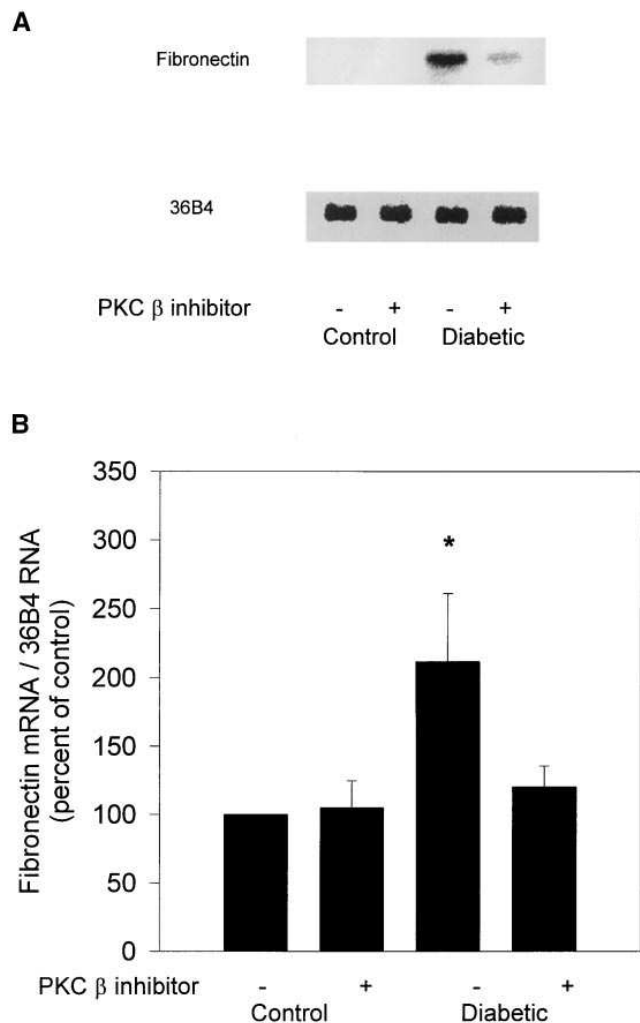 A
Fibronectin
36B4
PKC β inhibitor - + - +
Control Diabetic
B
350
300
250
200
150
100
50
0
Fibronectin mRNA / 36B4 RNA
(percent of control)
*
PKC β inhibitor - + - +
Control Diabetic